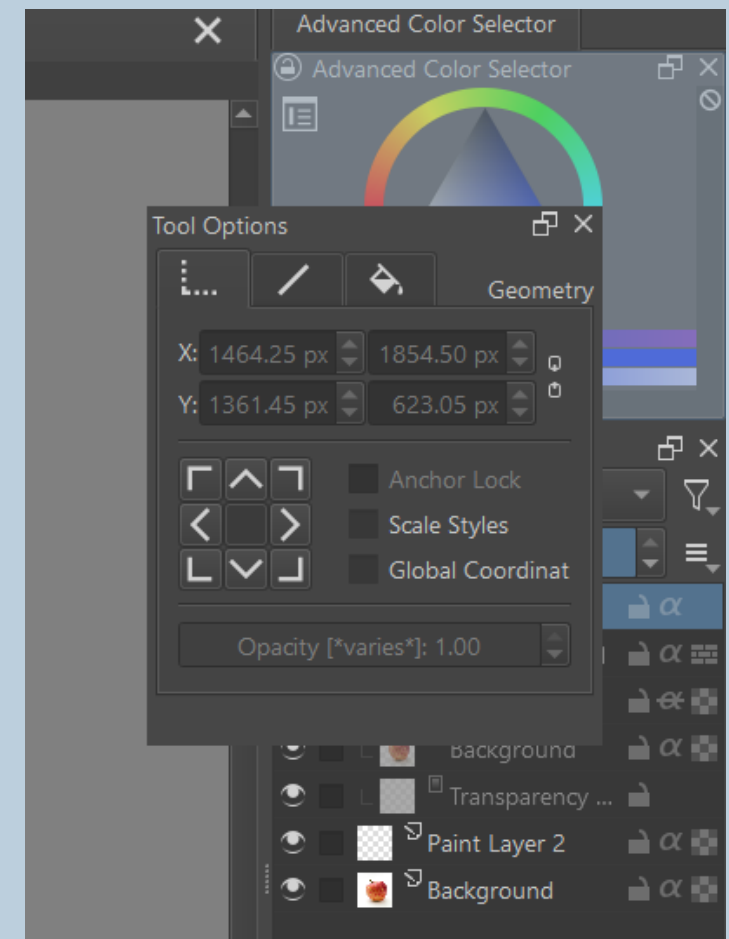 Advanced Color Selector
Advanced Color Selector
Tool Options
Geometry
X: 1464.25 px 1854.50 px
Y: 1361.45 px 623.05 px
Anchor Lock
Scale Styles
Global Coordinat
Opacity [*varies*]: 1.00
α
α
α
Background α
Transparency ...
Paint Layer 2 α
Background α